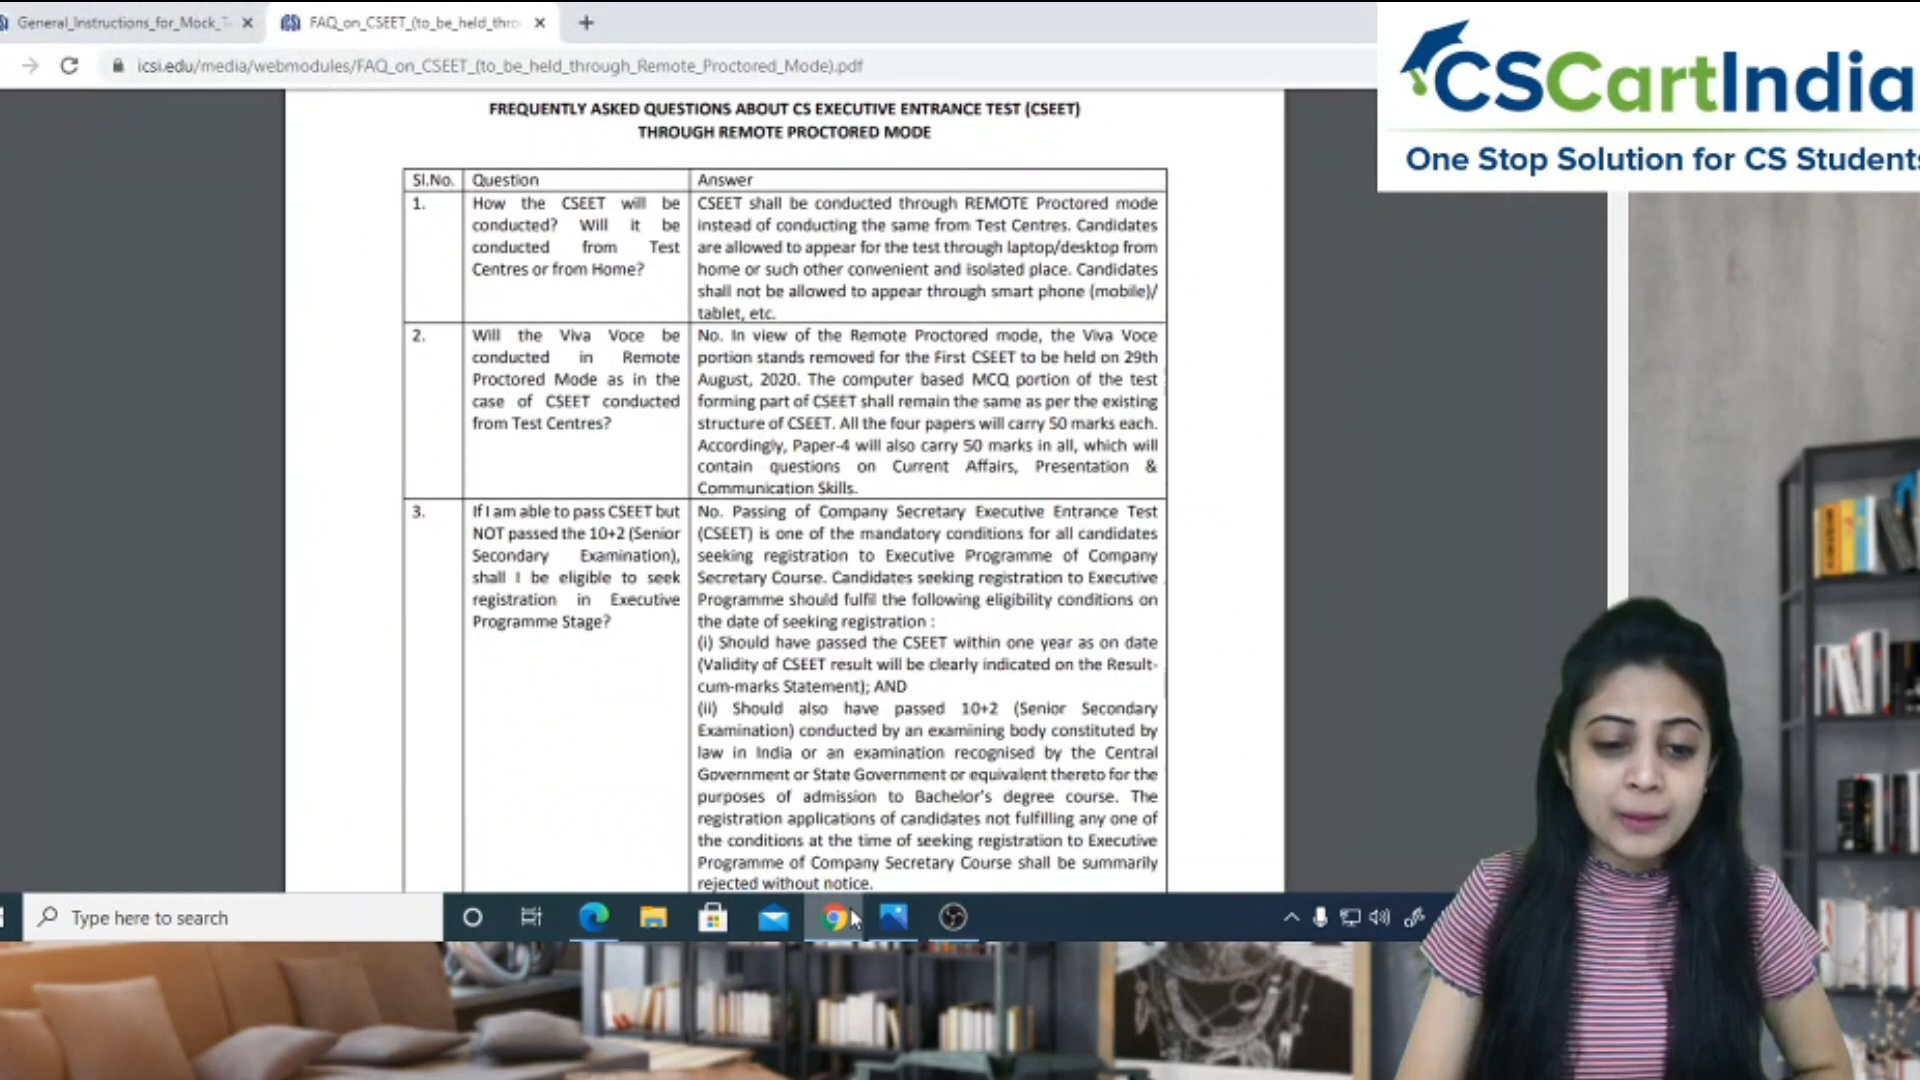 General_Instructions_for_Mock_T
FAQ_on_CSEET_(to_be_held_thro
icsi.edu/media/webmodules/FAQ_on_CSEET_(to_be_held_through_Remote_Proctored_Mode).pdf
CSCartIndia
One Stop Solution for CS Students
FREQUENTLY ASKED QUESTIONS ABOUT CS EXECUTIVE ENTRANCE TEST (CSEET)
THROUGH REMOTE PROCTORED MODE
Sl.No. Question Answer
1.
How the CSEET will be
conducted? Will it be
conducted from Test
Centres or from Home?
CSEET shall be conducted through REMOTE Proctored mode
instead of conducting the same from Test Centres. Candidates
are allowed to appear for the test through laptop/desktop from
home or such other convenient and isolated place. Candidates
shall not be allowed to appear through smart phone (mobile)/
tablet, etc.
2.
Will the Viva Voce be
conducted in Remote
Proctored Mode as in the
case of CSEET conducted
from Test Centres?
No. In view of the Remote Proctored mode, the Viva Voce
portion stands removed for the First CSEET to be held on 29th
August, 2020. The computer based MCQ portion of the test
forming part of CSEET shall remain the same as per the existing
structure of CSEET. All the four papers will carry 50 marks each.
Accordingly, Paper-4 will also carry 50 marks in all, which will
contain questions on Current Affairs, Presentation &
Communication Skills.
3.
If I am able to pass CSEET but
NOT passed the 10+2 (Senior
Secondary Examination),
shall I be eligible to seek
registration in Executive
Programme Stage?
No. Passing of Company Secretary Executive Entrance Test
(CSEET) is one of the mandatory conditions for all candidates
seeking registration to Executive Programme of Company
Secretary Course. Candidates seeking registration to Executive
Programme should fulfil the following eligibility conditions on
the date of seeking registration :
(i) Should have passed the CSEET within one year as on date
(Validity of CSEET result will be clearly indicated on the Result-
cum-marks Statement); AND
(ii) Should also have passed 10+2 (Senior Secondary
Examination) conducted by an examining body constituted by
law in India or an examination recognised by the Central
Government or State Government or equivalent thereto for the
purposes of admission to Bachelor's degree course. The
registration applications of candidates not fulfilling any one of
the conditions at the time of seeking registration to Executive
Programme of Company Secretary Course shall be summarily
rejected without notice.
Type here to search